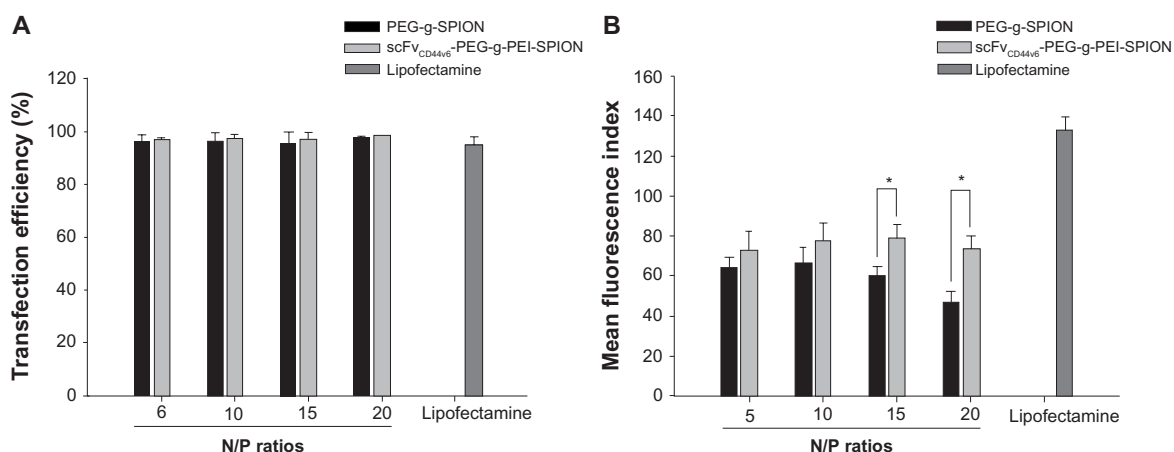 A
PEG-g-SPION
scFvCD44v6-PEG-g-PEI-SPION
Lipofectamine
Transfection efficiency (%)
120
100
80
60
40
20
0
6
10
15
20
Lipofectamine
N/P ratios
B
PEG-g-SPION
scFvCD44v6-PEG-g-PEI-SPION
Lipofectamine
Mean fluorescence index
160
140
120
100
80
60
40
20
0
*
*
5
10
15
20
Lipofectamine
N/P ratios